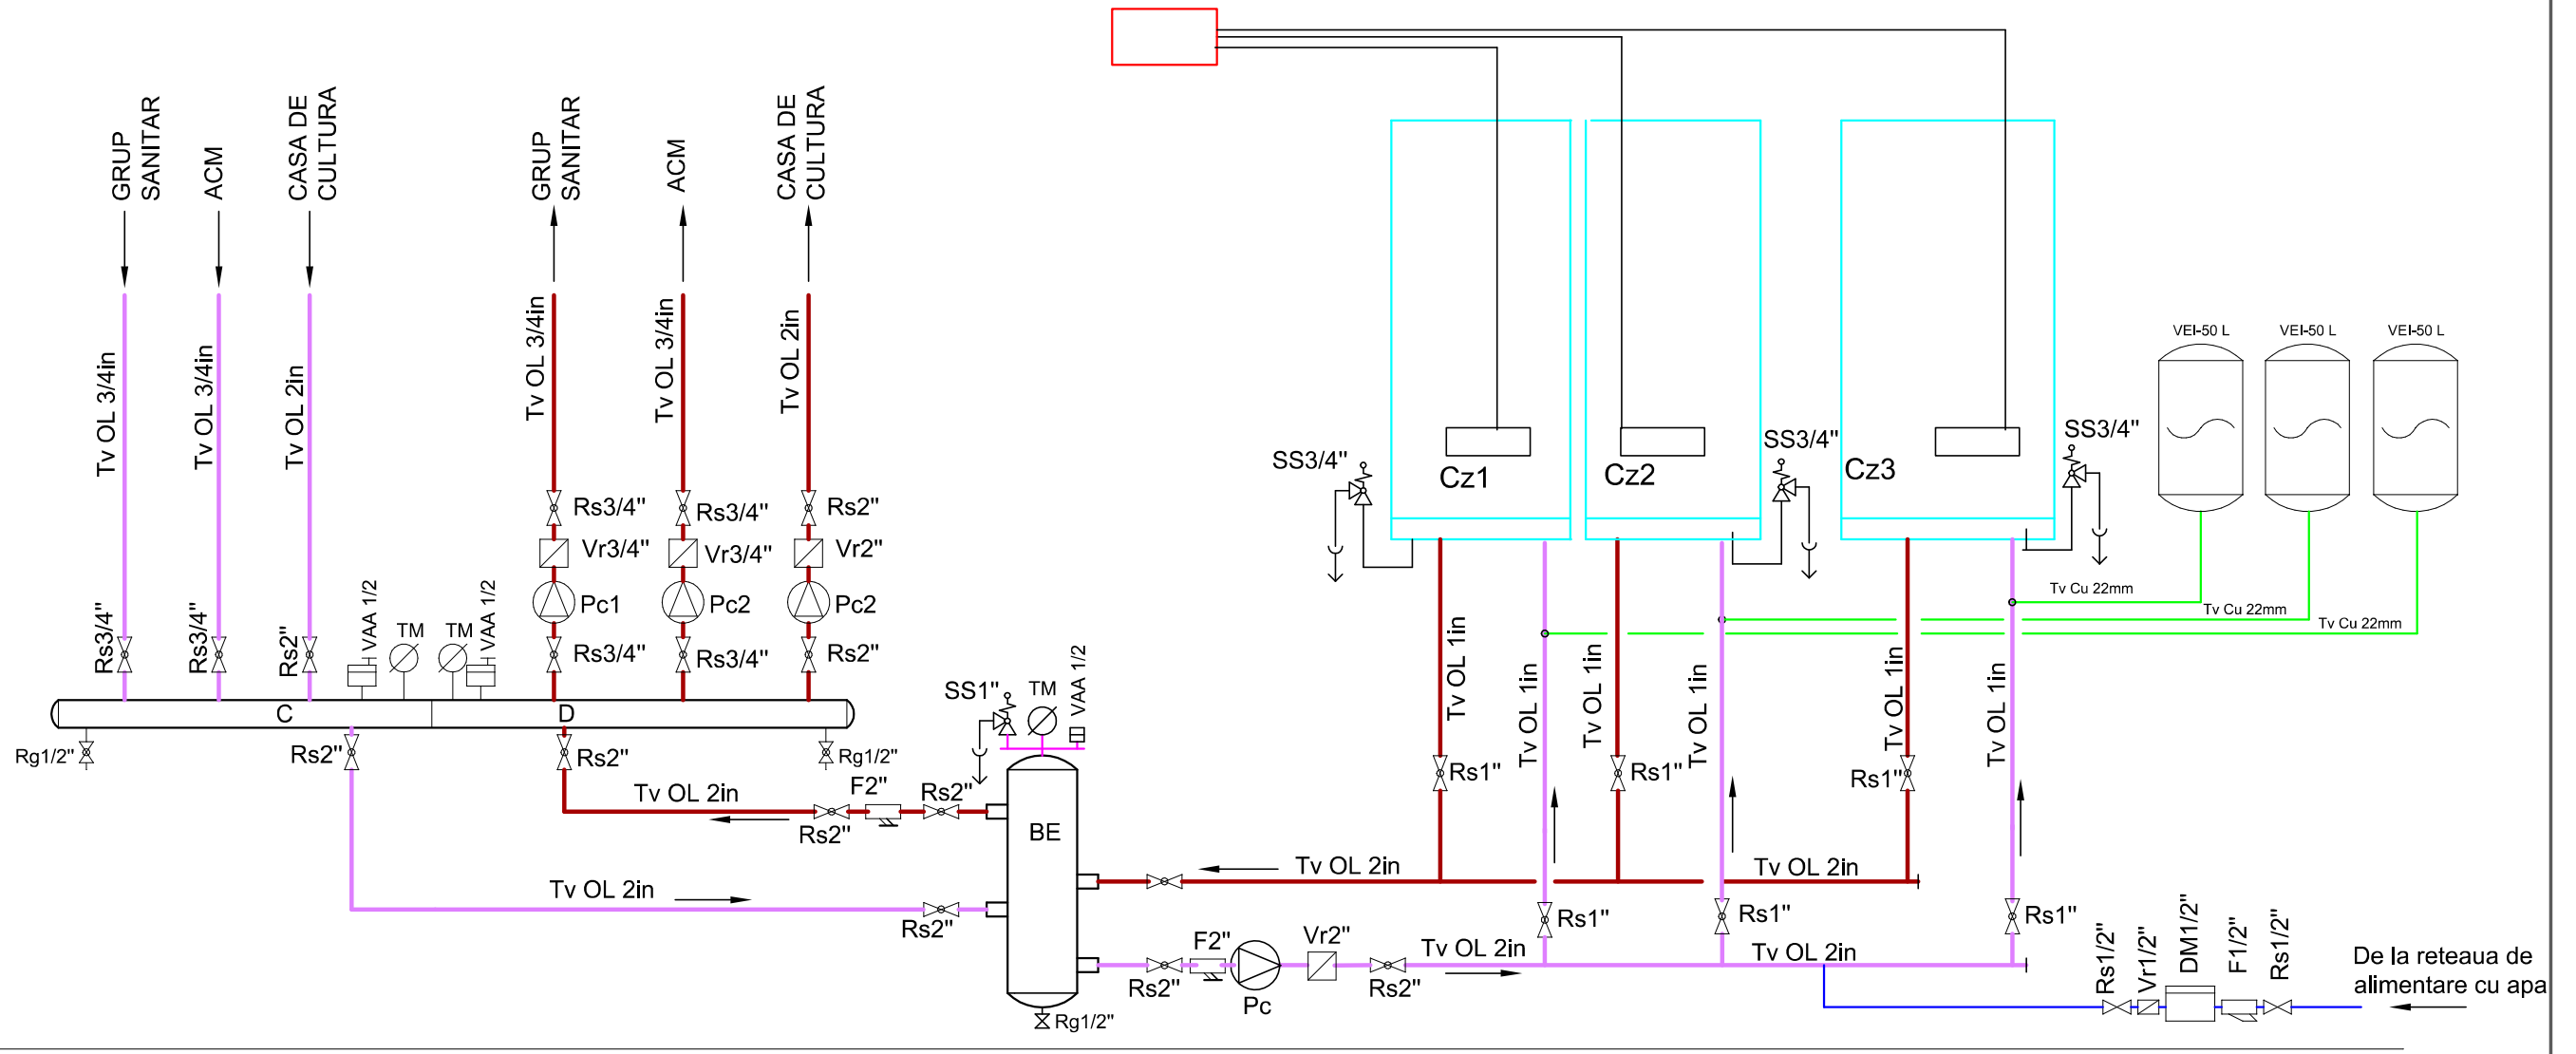 GRUP
SANITAR
ACM
CASA DE
CULTURA
GRUP
SANITAR
ACM
CASA DE
CULTURA
Tv OL 3/4in
Tv OL 3/4in
Tv OL 2in
Tv OL 3/4in
Tv OL 3/4in
Tv OL 2in
VEI-50 L
VEI-50 L
VEI-50 L
SS3/4"
Cz1
Cz2
SS3/4"
Cz3
SS3/4"
Rs3/4"
Rs3/4"
Rs2"
Vr3/4"
Vr3/4"
Vr2"
Pc1
Pc2
Pc2
Rs3/4"
Rs3/4"
Rs2"
VAA 1/2
TM
TM
VAA 1/2
Rs3/4"
Rs3/4"
Rs2"
Tv Cu 22mm
Tv Cu 22mm
Tv Cu 22mm
C
D
SS1"
TM
VAA 1/2
Tv OL 1in
Tv OL 1in
Tv OL 1in
Tv OL 1in
Tv OL 1in
Tv OL 1in
Rg1/2"
Rs2"
Rs2"
Rg1/2"
Rs1"
Rs1"
Rs1"
Tv OL 2in
F2"
Rs2"
Rs2"
BE
Tv OL 2in
Tv OL 2in
Tv OL 2in
Rs2"
Rs1"
Rs1"
Rs1"
Rs2"
F2"
Pc
Vr2"
Rs2"
Tv OL 2in
Tv OL 2in
Rg1/2"
Rs1/2"
Vr1/2"
DM1/2"
F1/2"
Rs1/2"
De la reteaua de
alimentare cu apa